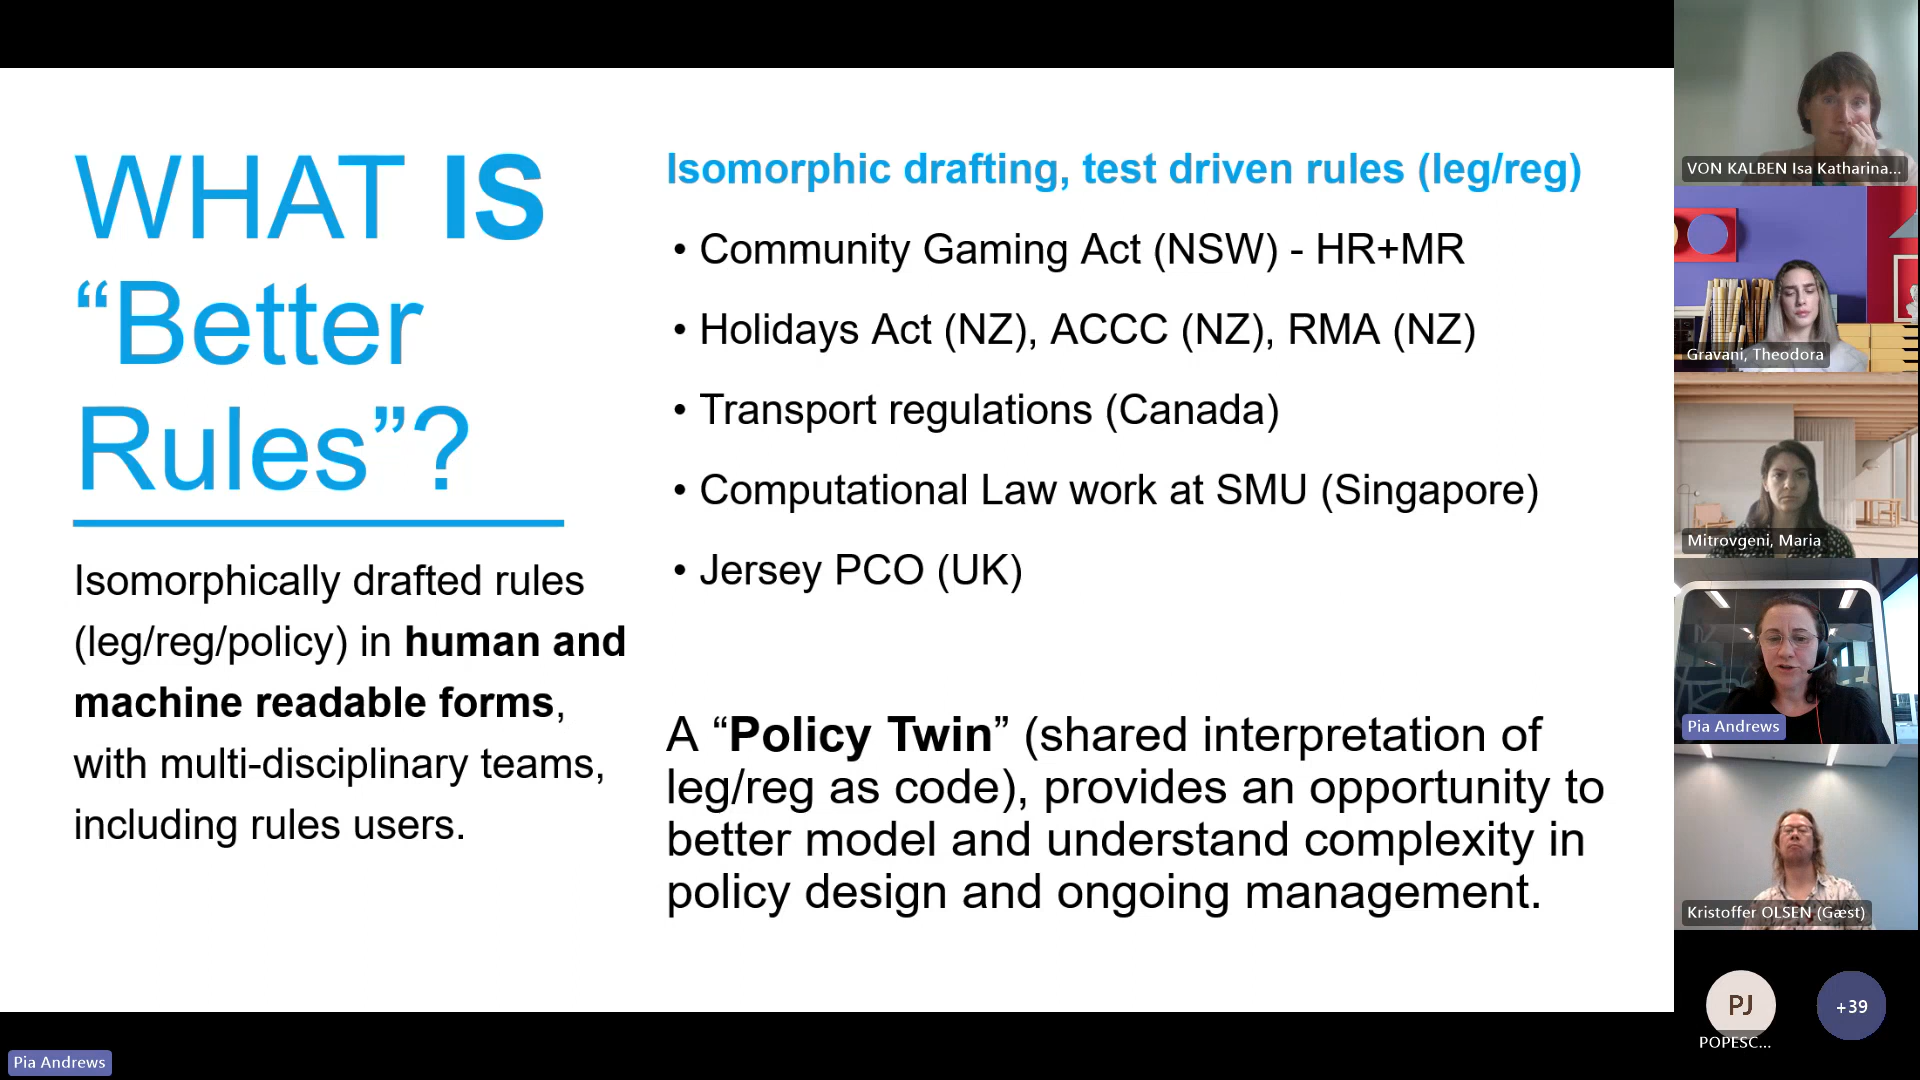 WHAT IS
“Better
Rules”?
Isomorphically drafted rules
(leg/reg/policy) in human and
machine readable forms,
with multi-disciplinary teams,
including rules users.
Isomorphic drafting, test driven rules (leg/reg)
• Community Gaming Act (NSW) - HR+MR
• Holidays Act (NZ), ACCC (NZ), RMA (NZ)
• Transport regulations (Canada)
• Computational Law work at SMU (Singapore)
• Jersey PCO (UK)
A “Policy Twin” (shared interpretation of
leg/reg as code), provides an opportunity to
better model and understand complexity in
policy design and ongoing management.
VON KALBEN Isa Katharina...
Gravani, Theodora
Mitrovgeni, Maria
Pia Andrews
Kristoffer OLSEN (Gæst)
PJ
+39
POPESC...
Pia Andrews